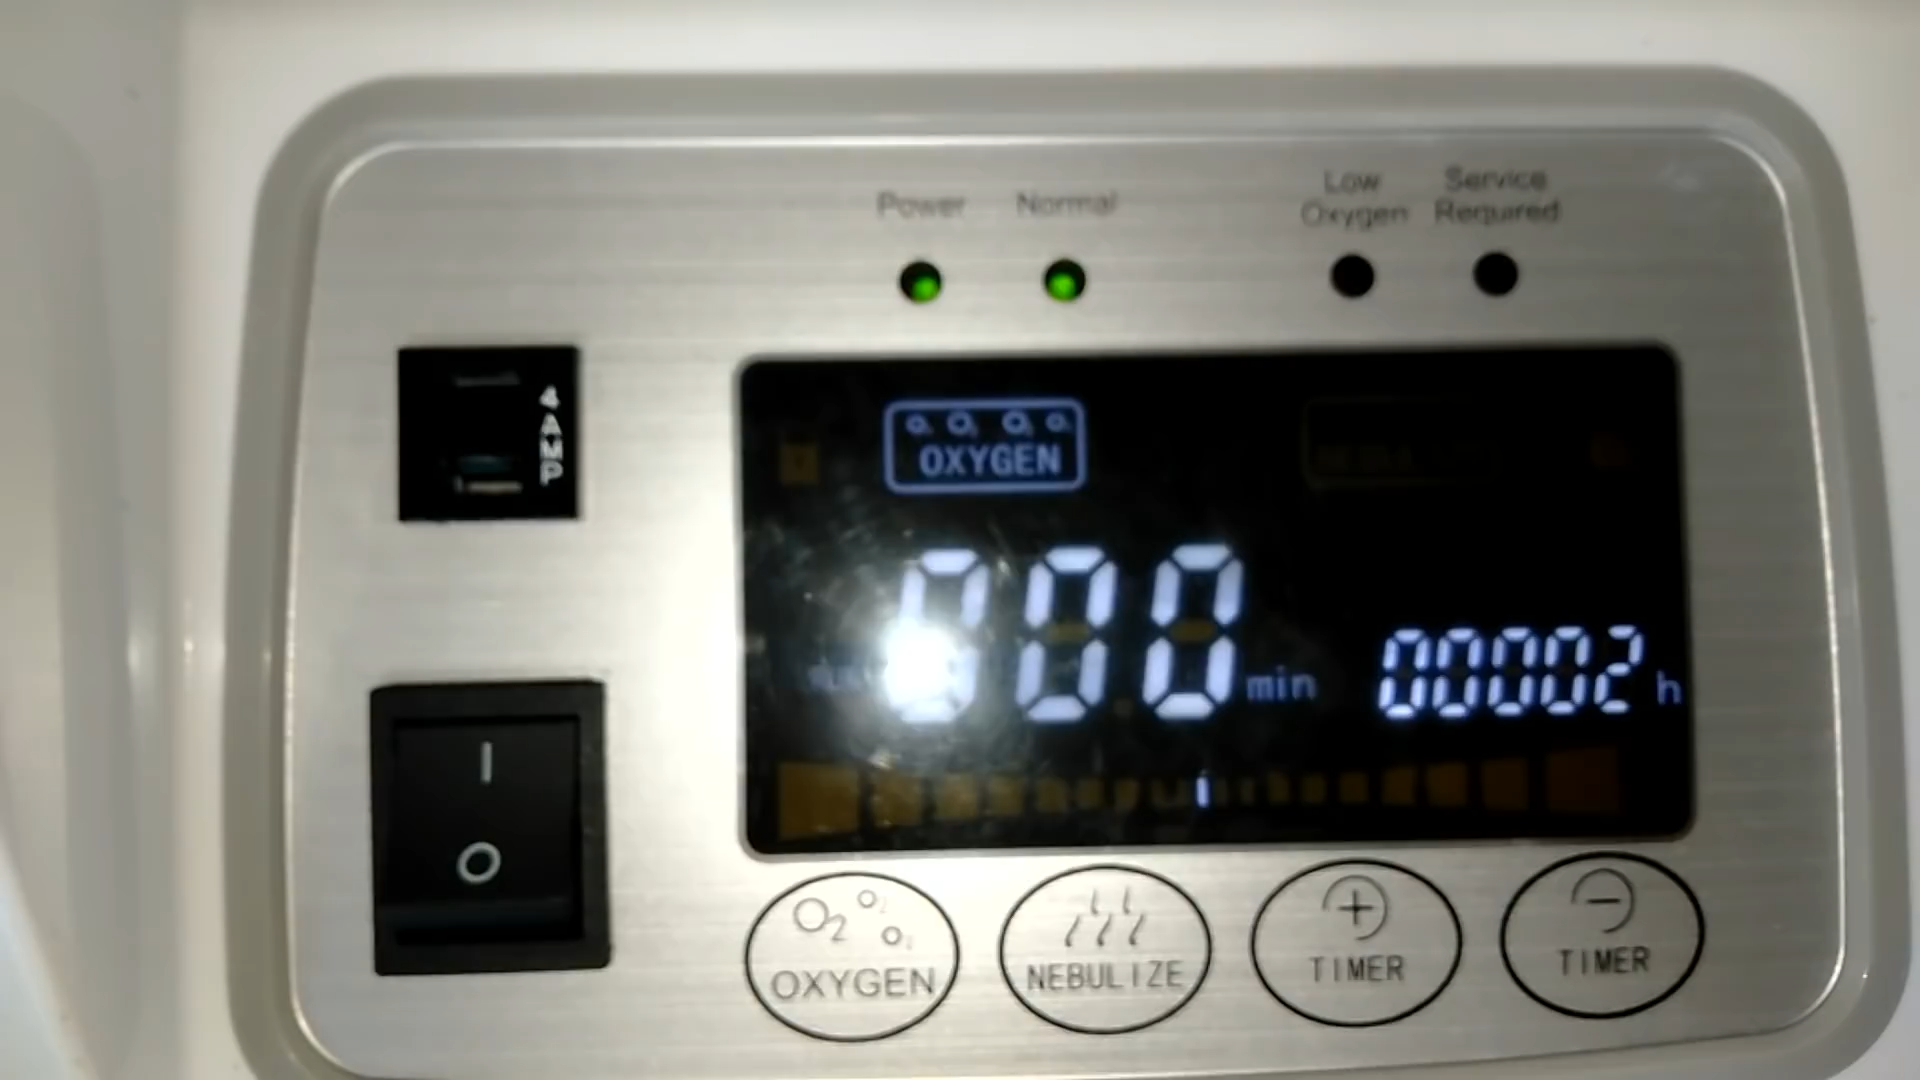 Power Normal
Low Oxygen
Service Required
4 AMP
OXYGEN
000 min
00002 h
I
O
O2 OXYGEN
NEBULIZE
+ TIMER
- TIMER